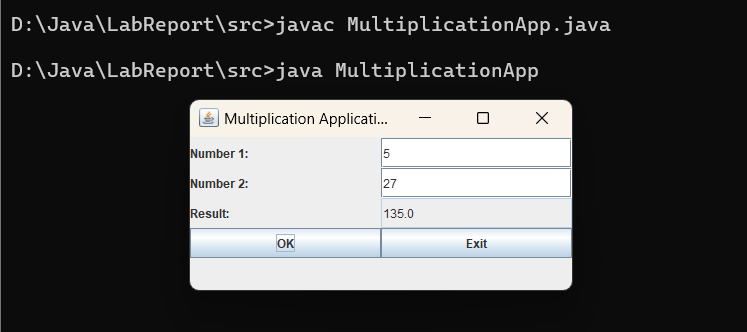 D:\Java\LabReport\src>javac MultiplicationApp.java
D:\Java\LabReport\src>java MultiplicationApp
Multiplication Applicati...
Number 1: 5
Number 2: 27
Result: 135.0
OK Exit